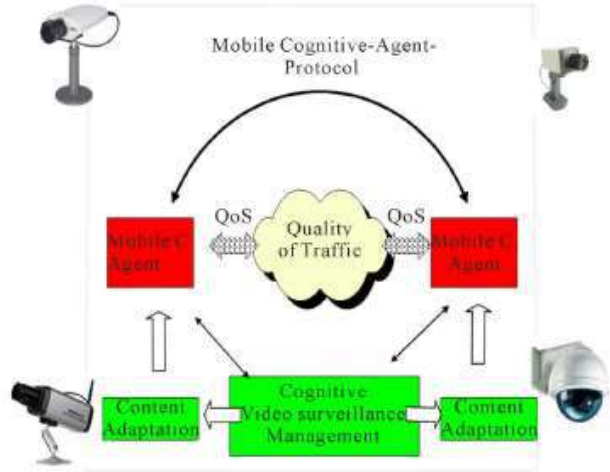 Mobile Cognitive-Agent-
Protocol
QoS
QoS
Quality
of Traffic
Mobile C
Agent
Mobile C
Agent
Content
Adaptation
Cognitive
Video surveillance
Management
Content
Adaptation